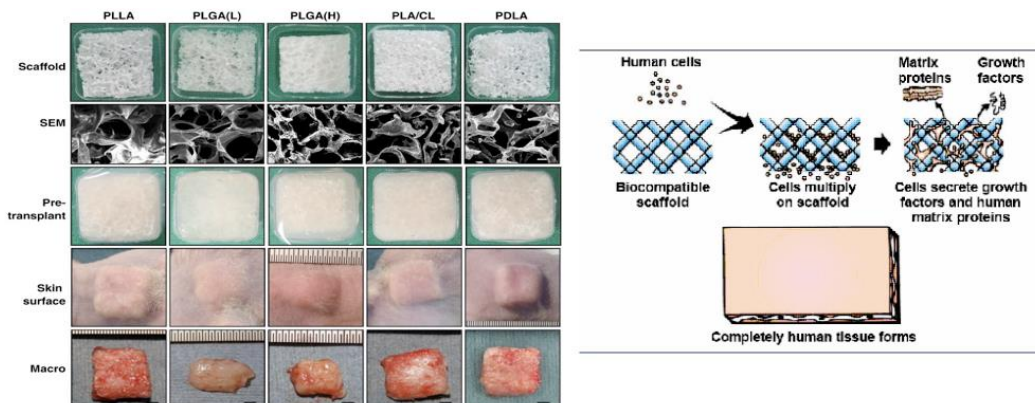 PLLA PLGA(L) PLGA(H) PLA/CL PDLA
Scaffold
SEM
Pre-
transplant
Skin
surface
Macro
Human cells
Matrix
proteins
Growth
factors
Biocompatible
scaffold
Cells multiply
on scaffold
Cells secrete growth
factors and human
matrix proteins
Completely human tissue forms